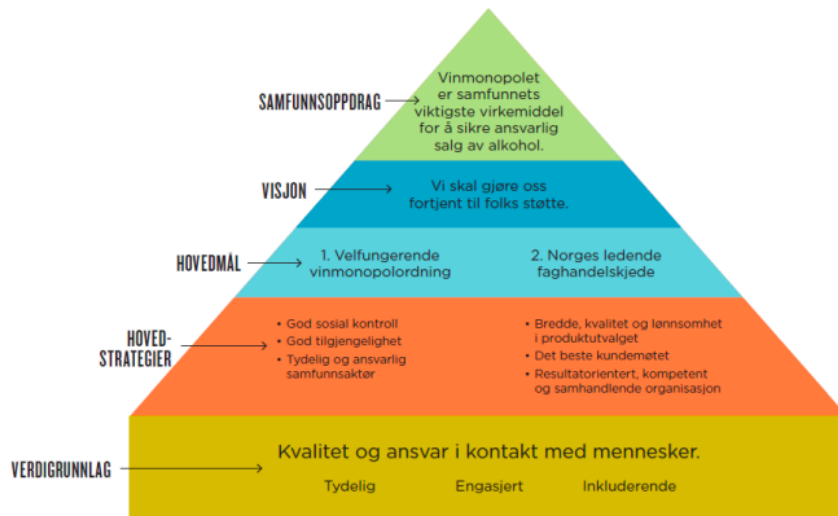 SAMFUNNSOPPDRAG
Vinmonopolet
er samfunnets
viktigste virkemiddel
for å sikre ansvarlig
salg av alkohol.
VISJON
Vi skal gjøre oss
fortjent til folks støtte.
HOVEDMÅL
1. Velfungerende
vinmonopolordning
2. Norges ledende
faghandelskjede
HOVED-
STRATEGIER
• God sosial kontroll
• God tilgjengelighet
• Tydelig og ansvarlig
samfunnsaktør
• Bredde, kvalitet og lønnsomhet
i produktutvalget
• Det beste kundemøtet
• Resultatorientert, kompetent
og samhandlende organisasjon
VERDIGRUNNLAG
Kvalitet og ansvar i kontakt med mennesker.
Tydelig Engasjert Inkluderende